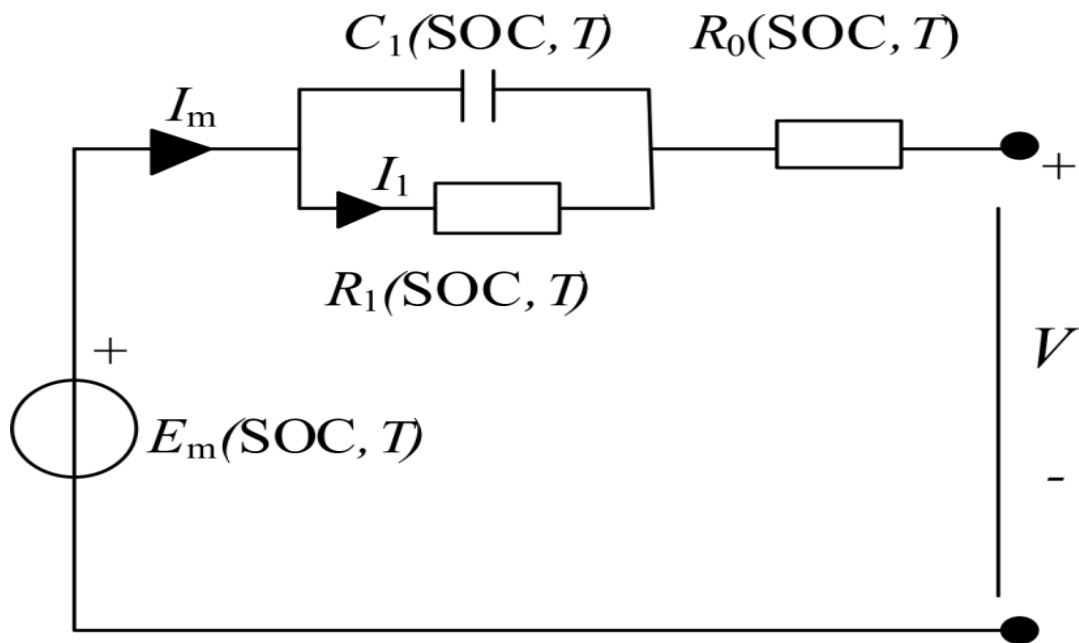 C₁(SOC, T) R₀(SOC, T)
Iₘ
I₁
+
R₁(SOC, T)
+
V
Eₘ(SOC, T)
-